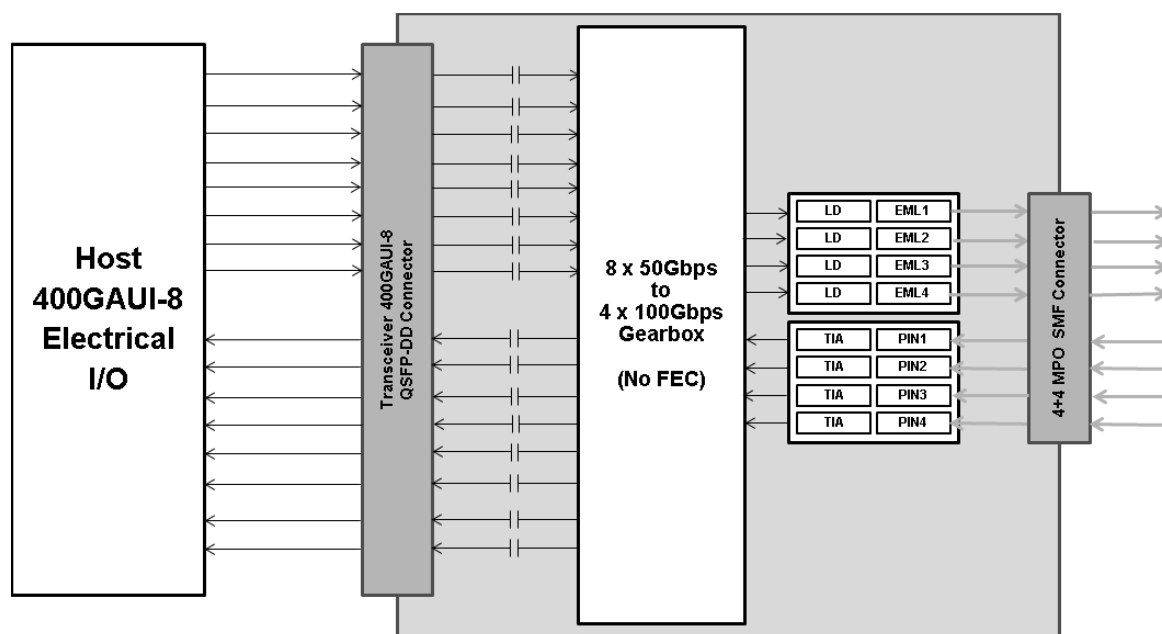 Host
400GAUI-8
Electrical
I/O
Transceiver 400GAUI-8
QSFP-DD Connector
8 x 50Gbps
to
4 x 100Gbps
Gearbox
(No FEC)
LD EML1
LD EML2
LD EML3
LD EML4
TIA PIN1
TIA PIN2
TIA PIN3
TIA PIN4
4+4 MPO SMF Connector